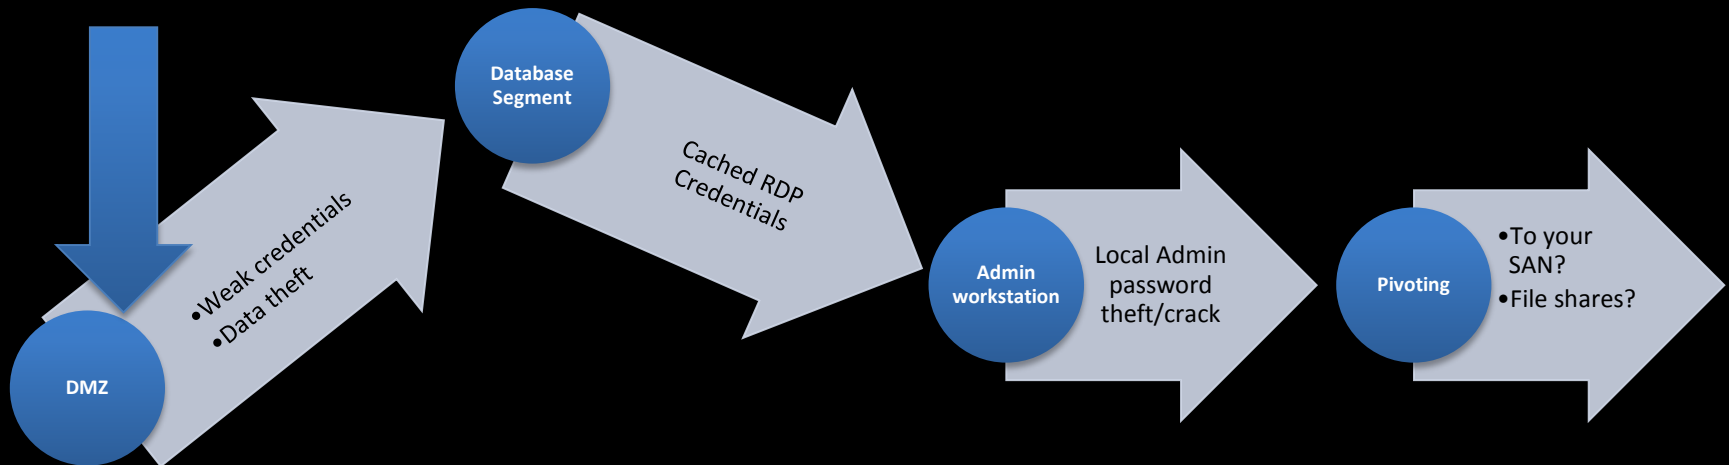 DMZ
•Weak credentials
•Data theft
Database
Segment
Cached RDP
Credentials
Admin
workstation
Local Admin
password
theft/crack
Pivoting
•To your
SAN?
•File shares?